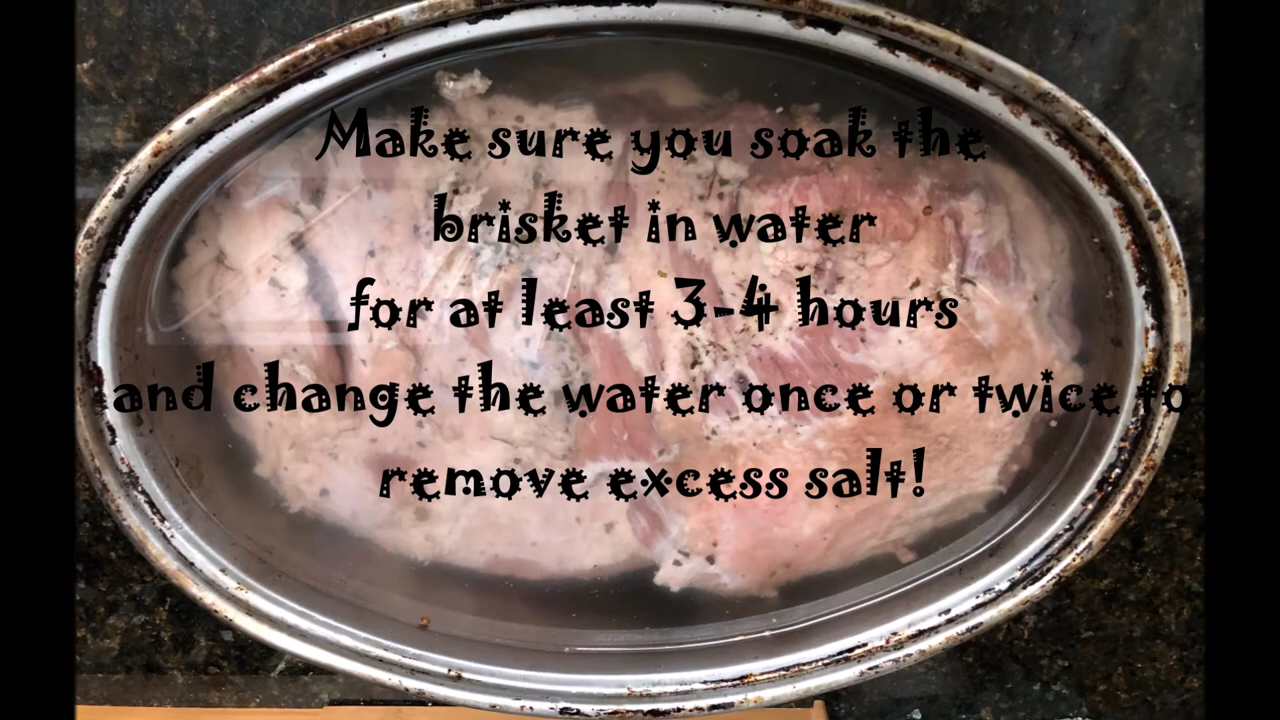 Make sure you soak the
brisket in water
for at least 3-4 hours
and change the water once or twice to
remove excess salt!